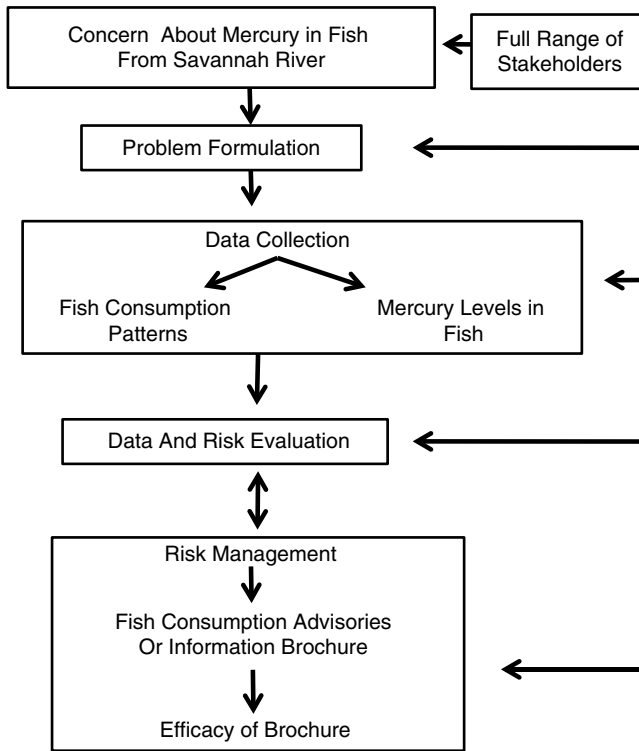 Concern About Mercury in Fish
From Savannah River
Full Range of
Stakeholders
Problem Formulation
Data Collection
Fish Consumption
Patterns
Mercury Levels in
Fish
Data And Risk Evaluation
Risk Management
Fish Consumption Advisories
Or Information Brochure
Efficacy of Brochure